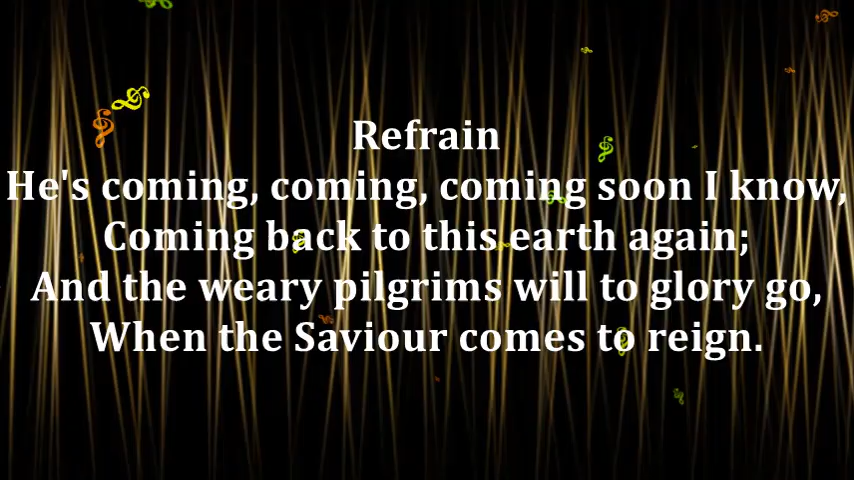 Refrain
He's coming, coming, coming soon I know,
Coming back to this earth again;
And the weary pilgrims will to glory go,
When the Saviour comes to reign.